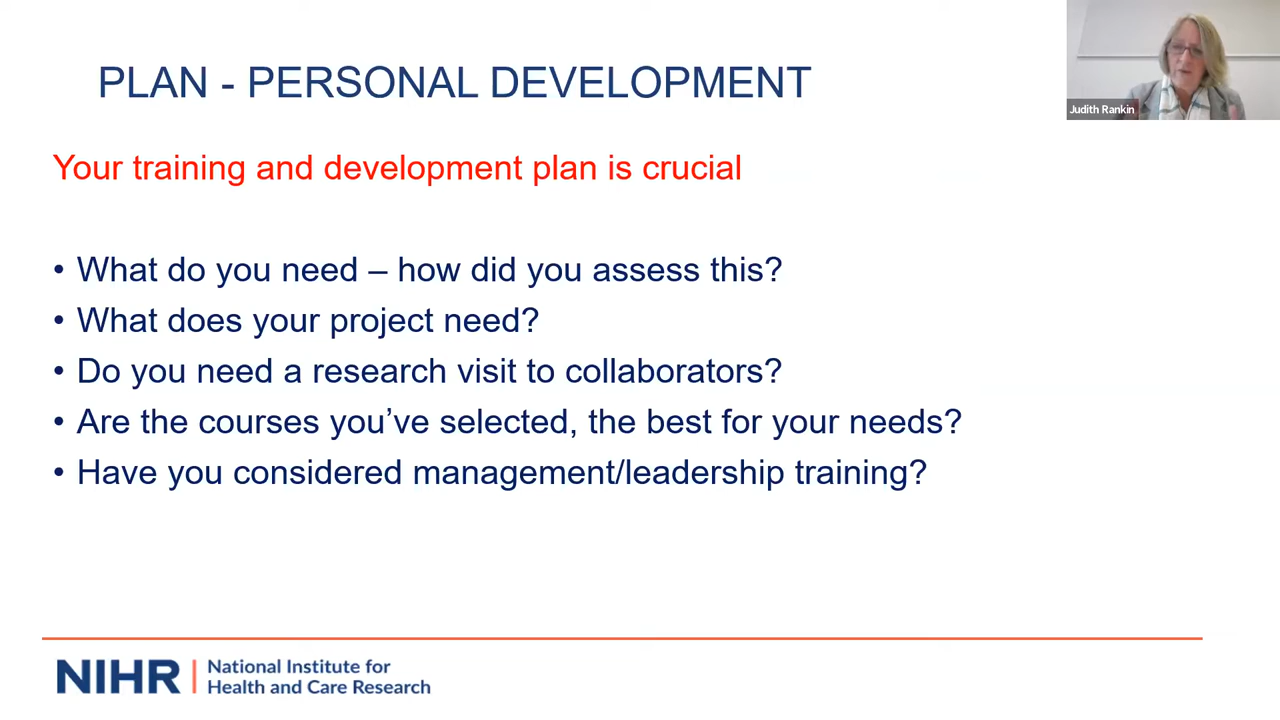 PLAN - PERSONAL DEVELOPMENT
Judith Rankin
Your training and development plan is crucial
• What do you need – how did you assess this?
• What does your project need?
• Do you need a research visit to collaborators?
• Are the courses you’ve selected, the best for your needs?
• Have you considered management/leadership training?
NIHR | National Institute for
Health and Care Research